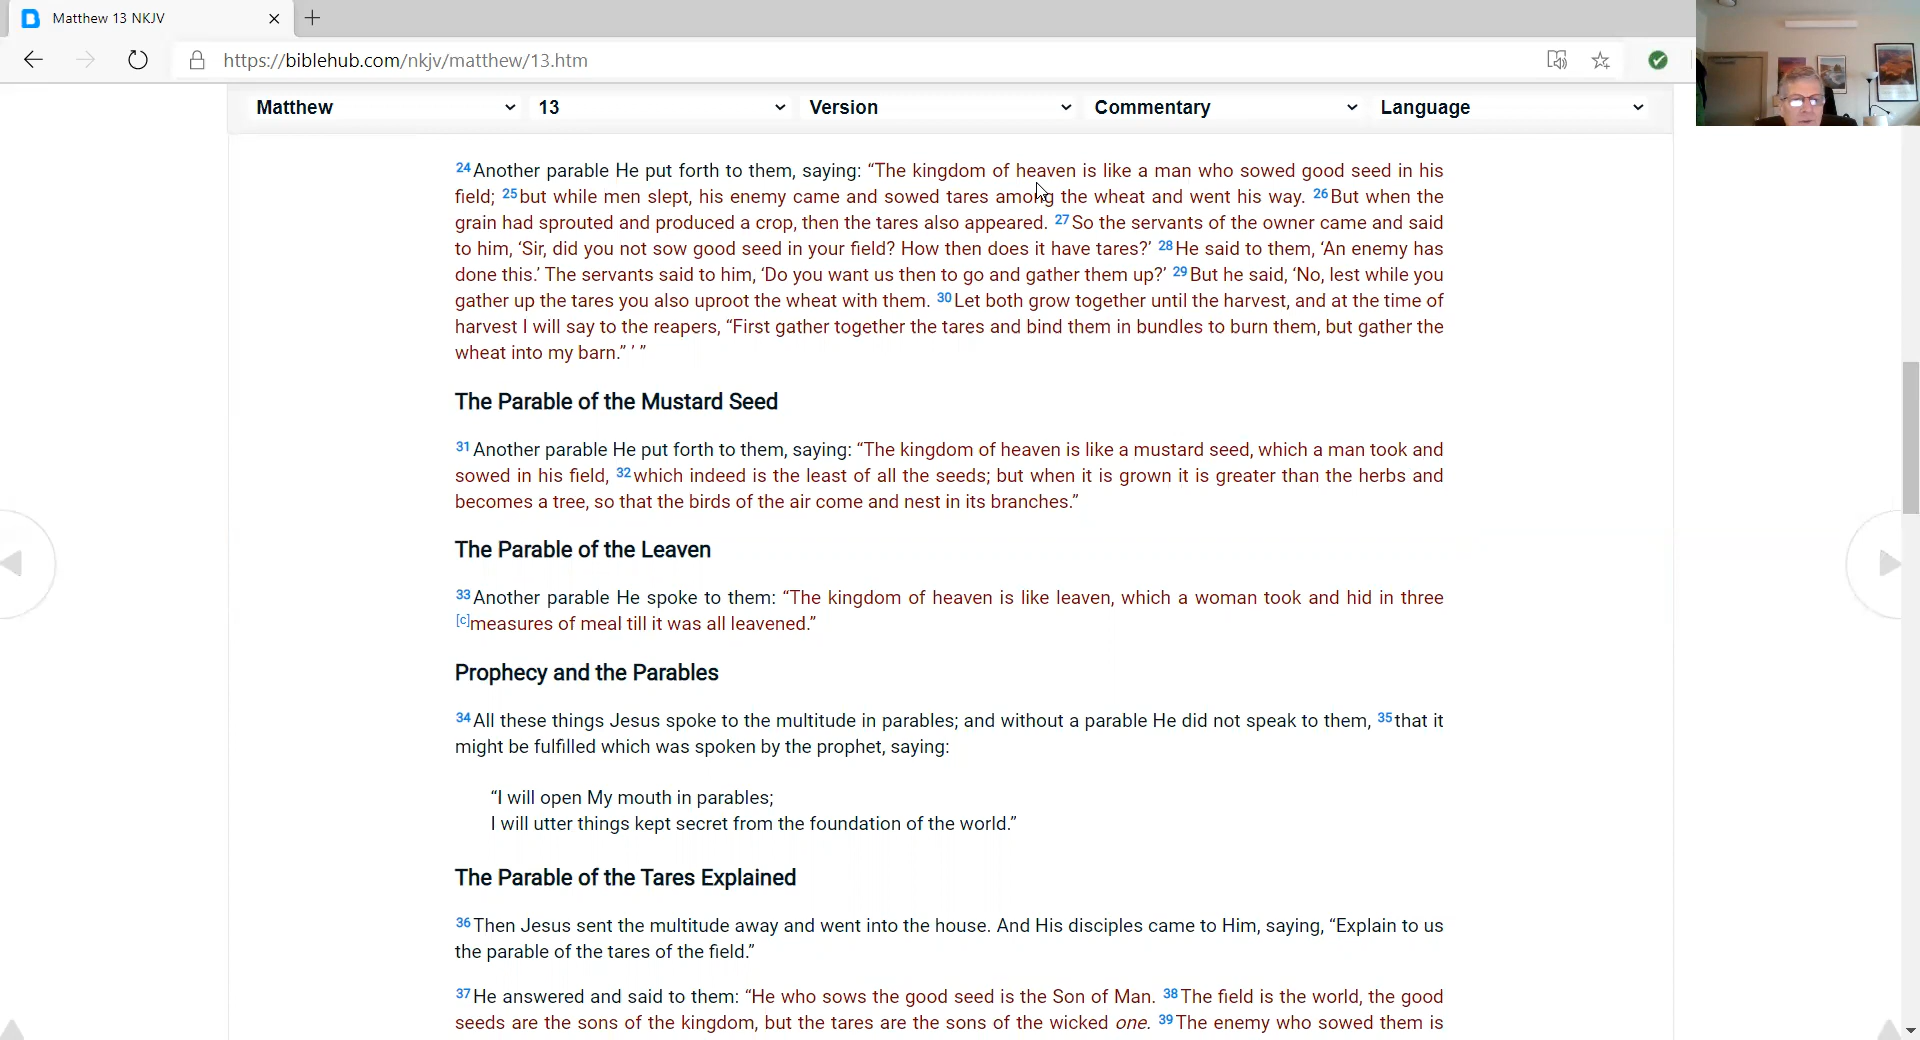 Matthew 13 NKJV
https://biblehub.com/nkjv/matthew/13.htm
Matthew 13 Version Commentary Language
24 Another parable He put forth to them, saying: “The kingdom of heaven is like a man who sowed good seed in his
field; 25 but while men slept, his enemy came and sowed tares among the wheat and went his way. 26 But when the
grain had sprouted and produced a crop, then the tares also appeared. 27 So the servants of the owner came and said
to him, ‘Sir, did you not sow good seed in your field? How then does it have tares?’ 28 He said to them, ‘An enemy has
done this.’ The servants said to him, ‘Do you want us then to go and gather them up?’ 29 But he said, ‘No, lest while you
gather up the tares you also uproot the wheat with them. 30 Let both grow together until the harvest, and at the time of
harvest I will say to the reapers, “First gather together the tares and bind them in bundles to burn them, but gather the
wheat into my barn.” ’ ”
The Parable of the Mustard Seed
31 Another parable He put forth to them, saying: “The kingdom of heaven is like a mustard seed, which a man took and
sowed in his field, 32 which indeed is the least of all the seeds; but when it is grown it is greater than the herbs and
becomes a tree, so that the birds of the air come and nest in its branches.”
The Parable of the Leaven
33 Another parable He spoke to them: “The kingdom of heaven is like leaven, which a woman took and hid in three
[c]measures of meal till it was all leavened.”
Prophecy and the Parables
34 All these things Jesus spoke to the multitude in parables; and without a parable He did not speak to them, 35 that it
might be fulfilled which was spoken by the prophet, saying:
“I will open My mouth in parables;
I will utter things kept secret from the foundation of the world.”
The Parable of the Tares Explained
36 Then Jesus sent the multitude away and went into the house. And His disciples came to Him, saying, “Explain to us
the parable of the tares of the field.”
37 He answered and said to them: “He who sows the good seed is the Son of Man. 38 The field is the world, the good
seeds are the sons of the kingdom, but the tares are the sons of the wicked one. 39 The enemy who sowed them is